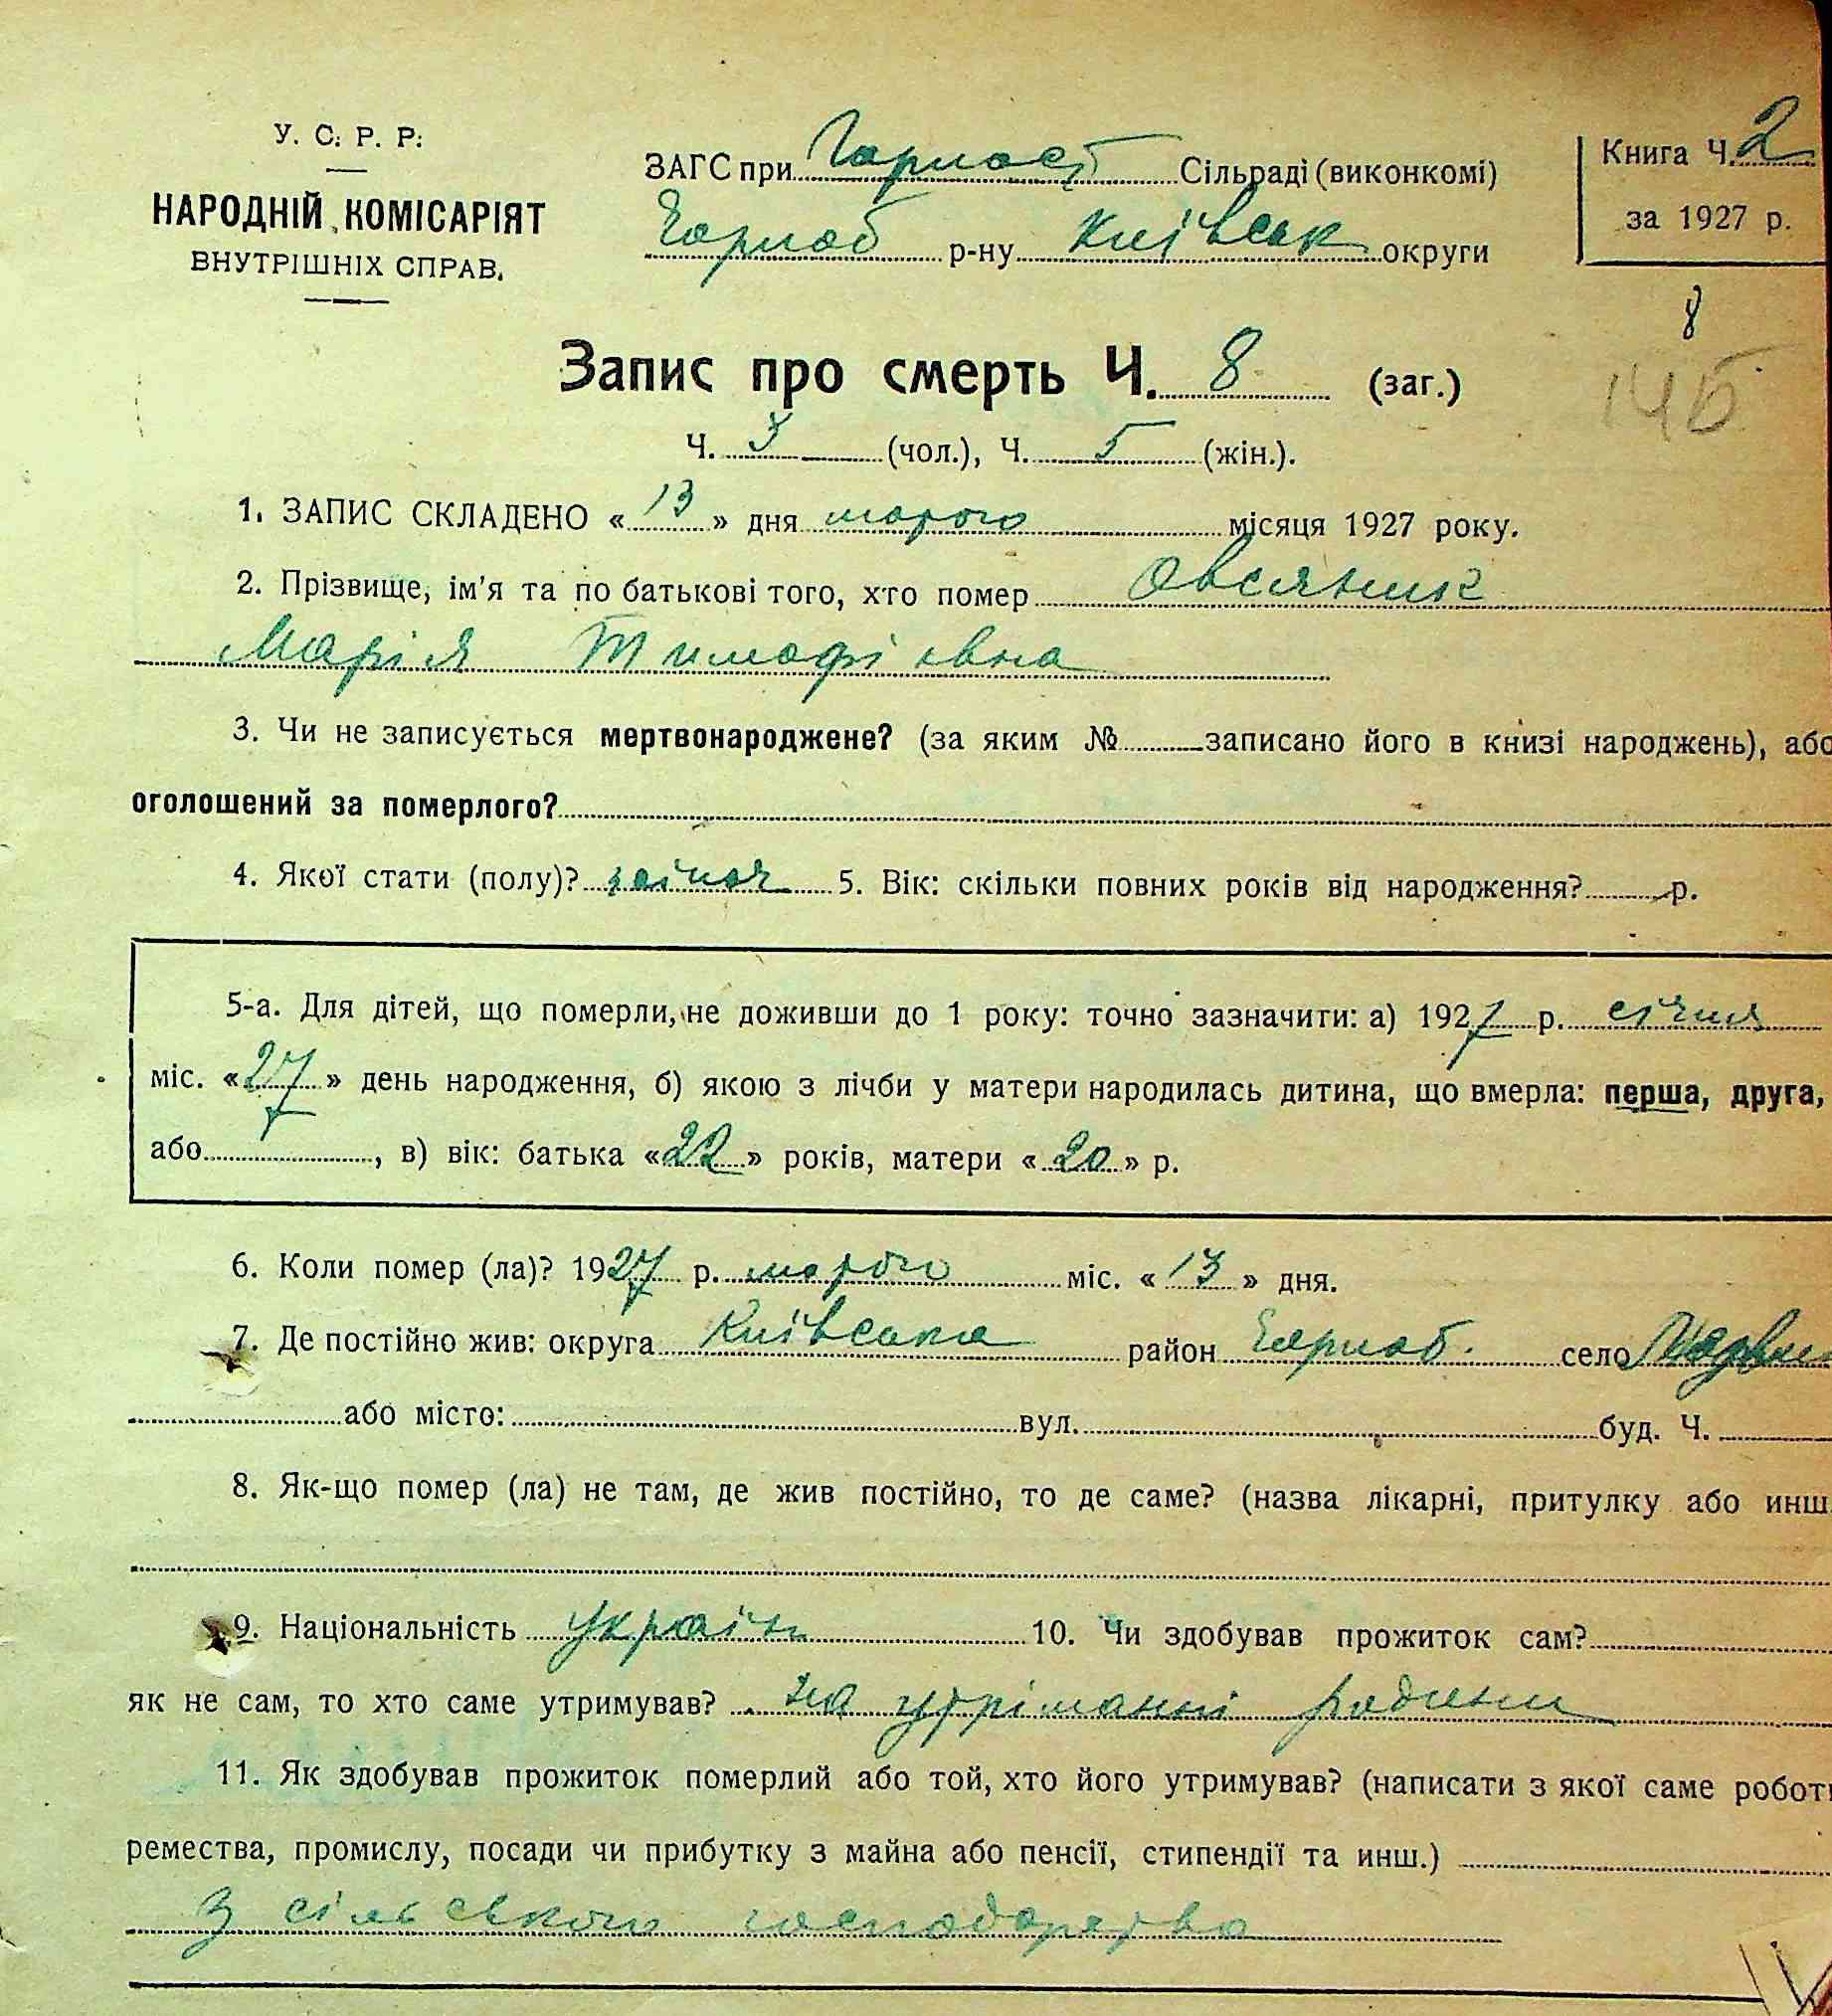 У. С. Р. Р.
НАРОДНІЙ КОМІСАРІЯТ
ВНУТРІШНІХ СПРАВ.
ЗАГС при Сільраді (виконкомі)
р-ну Київськ округи
Книга Ч. 2
за 1927 р.
8
14Б
Запис про смерть Ч. 8 (заг.)
Ч. 3 (чол.), Ч. 5 (жін.).
1. ЗАПИС СКЛАДЕНО «13» дня марта місяця 1927 року.
2. Прізвище, ім'я та по батькові того, хто помер Овсяник
Марія Тимофіївна
3. Чи не записується мертвонароджене? (за яким № записано його в книзі народжень), або
оголошений за померлого?
4. Якої стати (полу)? жіноч 5. Вік: скільки повних років від народження? р.
5-а. Для дітей, що померли, не доживши до 1 року: точно зазначити: а) 1927 р. січня
міс. «27» день народження, б) якою з лічби у матери народилась дитина, що вмерла: перша, друга,
або , в) вік: батька «22» років, матери «20» р.
6. Коли помер (ла)? 1927 р. марта міс. «13» дня.
7. Де постійно жив: округа Київська район село
або місто: вул. буд. Ч.
8. Як-що помер (ла) не там, де жив постійно, то де саме? (назва лікарні, притулку або инш.
9. Національність україн 10. Чи здобував прожиток сам?
як не сам, то хто саме утримував? на утріманні родини
11. Як здобував прожиток померлий або той, хто його утримував? (написати з якої саме робот
ремества, промислу, посади чи прибутку з майна або пенсії, стипендії та инш.)
З сільського господарства